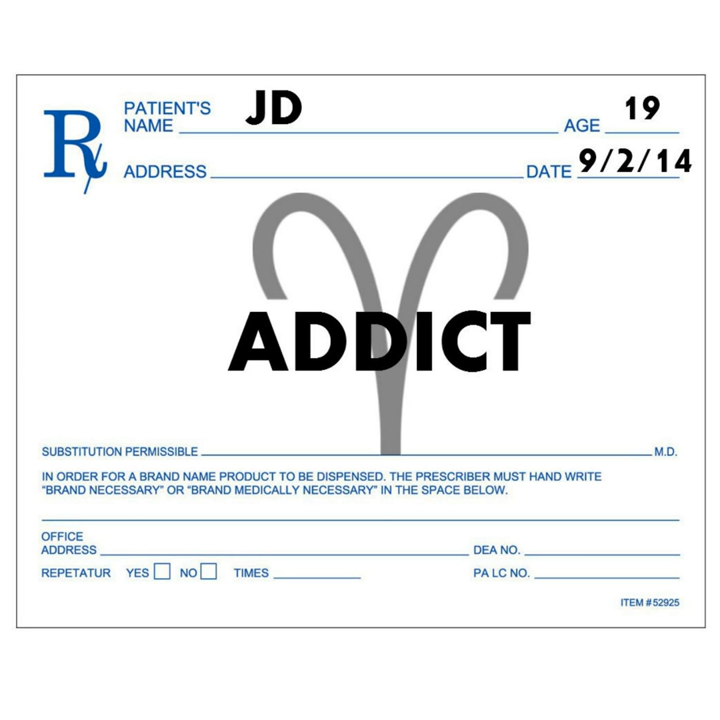 Rx PATIENT'S NAME JD AGE 19
ADDRESS DATE 9/2/14
ADDICT
SUBSTITUTION PERMISSIBLE M.D.
IN ORDER FOR A BRAND NAME PRODUCT TO BE DISPENSED. THE PRESCRIBER MUST HAND WRITE
“BRAND NECESSARY” OR “BRAND MEDICALLY NECESSARY” IN THE SPACE BELOW.
OFFICE
ADDRESS DEA NO.
REPETATUR YES NO TIMES PA LC NO.
ITEM #52925